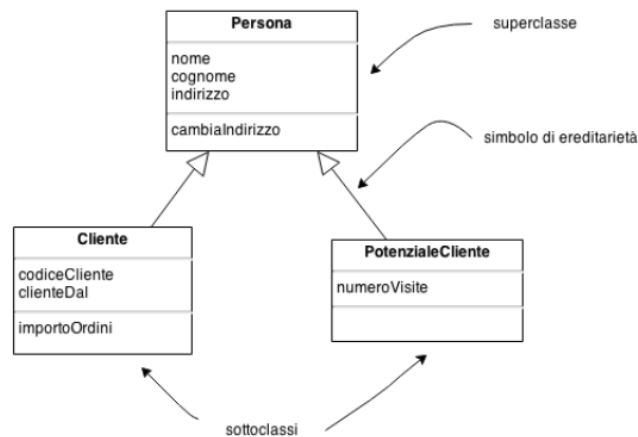 Persona
nome
cognome
indirizzo
cambiaIndirizzo
superclasse
simbolo di ereditarietà
Cliente
codiceCliente
clienteDal
importoOrdini
PotenzialeCliente
numeroVisite
sottoclassi